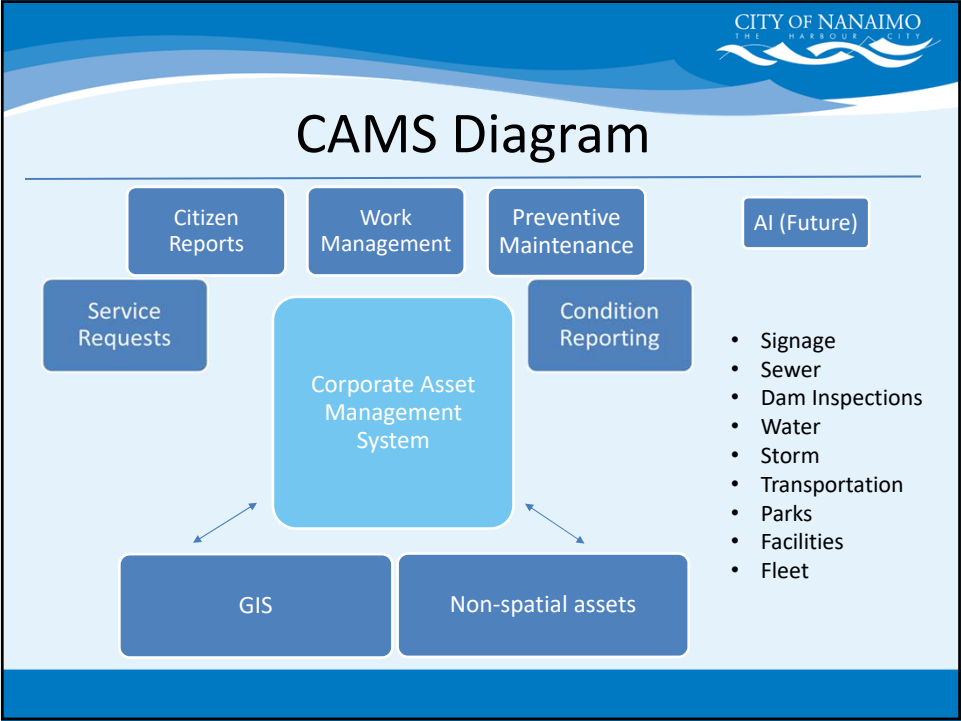 CITY OF NANAIMO
THE HARBOUR CITY
CAMS Diagram
Citizen
Reports
Work
Management
Preventive
Maintenance
AI (Future)
Service
Requests
Condition
Reporting
Corporate Asset
Management
System
• Signage
• Sewer
• Dam Inspections
• Water
• Storm
• Transportation
• Parks
• Facilities
• Fleet
GIS
Non-spatial assets